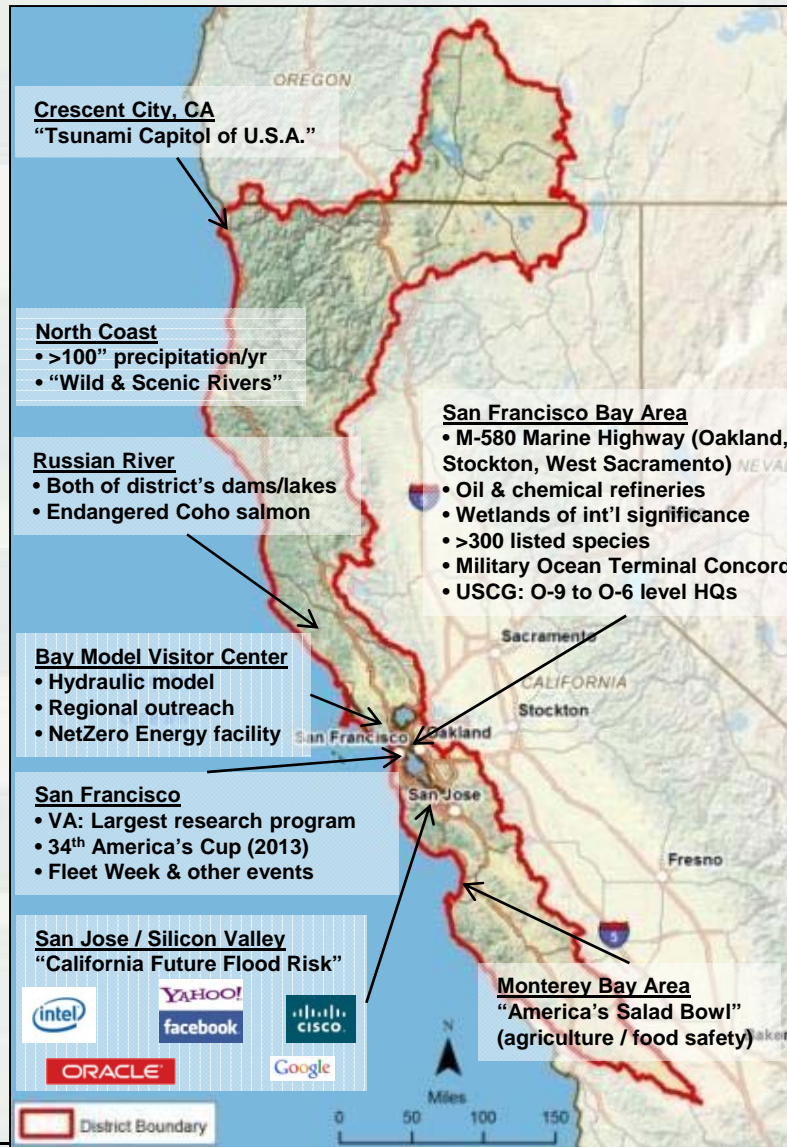 OREGON
Crescent City, CA
“Tsunami Capitol of U.S.A.”
North Coast
• >100” precipitation/yr
• “Wild & Scenic Rivers”
San Francisco Bay Area
• M-580 Marine Highway (Oakland,
Stockton, West Sacramento)
• Oil & chemical refineries
• Wetlands of int’l significance
• >300 listed species
• Military Ocean Terminal Concord
• USCG: O-9 to O-6 level HQs
NEVA
5
Russian River
• Both of district’s dams/lakes
• Endangered Coho salmon
Sacramento
CALIFORNIA
Stockton
Bay Model Visitor Center
• Hydraulic model
• Regional outreach
• NetZero Energy facility
San Francisco
Oakland
San Jose
San Francisco
• VA: Largest research program
• 34th America’s Cup (2013)
• Fleet Week & other events
Fresno
5
San Jose / Silicon Valley
“California Future Flood Risk”
intel
YAHOO!
facebook
CISCO
ORACLE
Google
Monterey Bay Area
“America’s Salad Bowl”
(agriculture / food safety)
Baker
N
Miles
0 50 100 150
District Boundary